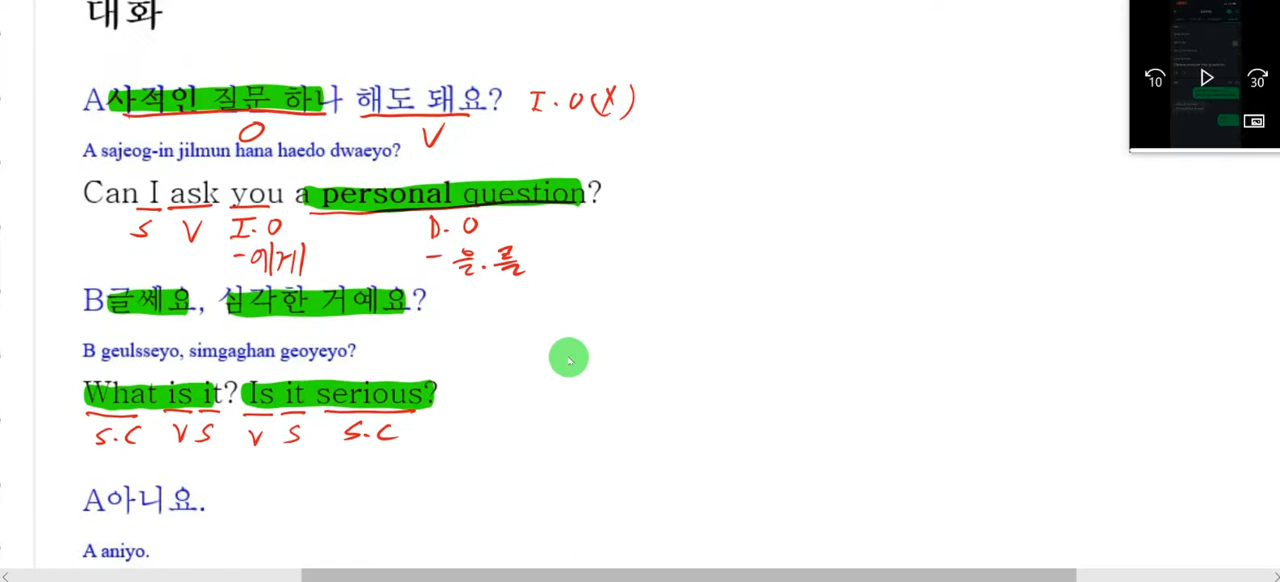 대화
A사적인 질문 하나 해도 돼요? I.O(X)
O V
A sajeog-in jilmun hana haedo dwaeyo?
Can I ask you a personal question?
S V I.O D.O
-에게 -을.를
B글쎄요, 심각한 거예요?
B geulsseyo, simgaghan geoyeyo?
What is it? Is it serious?
S.C V S V S S.C
A아니요.
A aniyo.
10 30